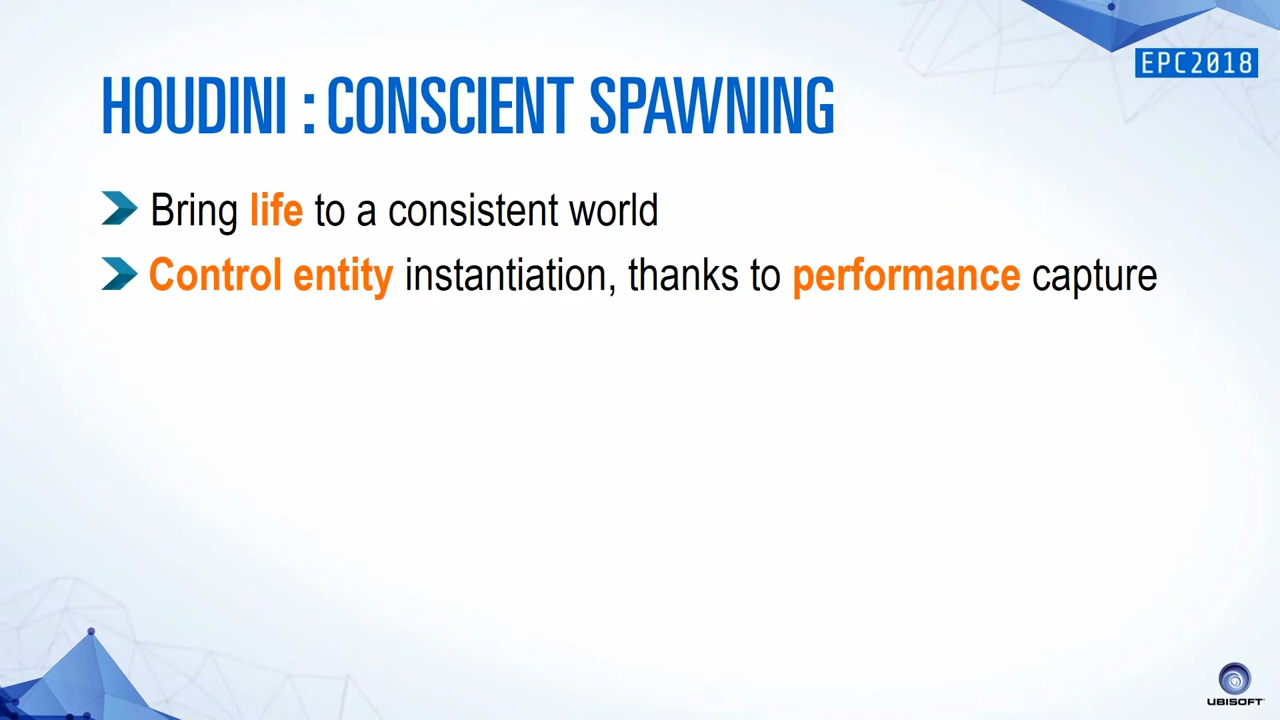 EPC2018
HOUDINI : CONSCIENT SPAWNING
Bring life to a consistent world
Control entity instantiation, thanks to performance capture
UBISOFT